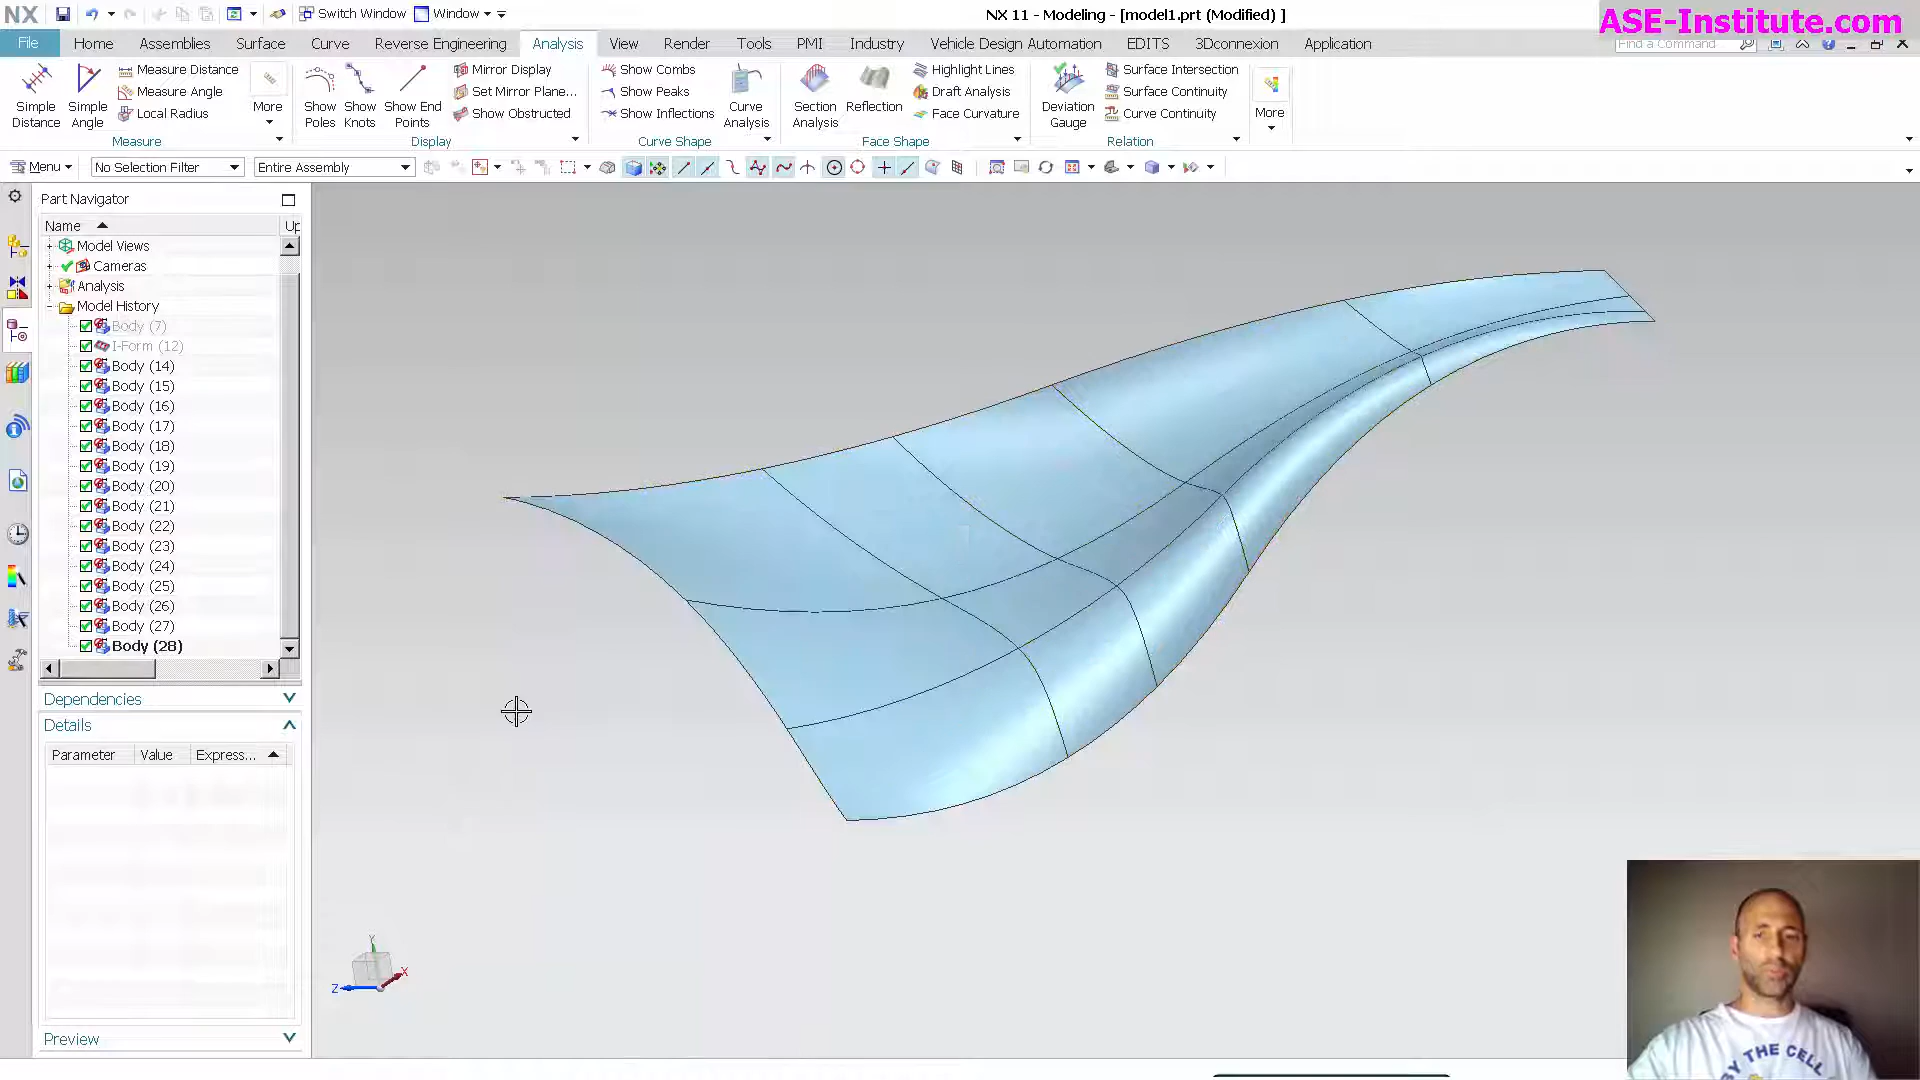 NX
Switch Window
Window
NX 11 - Modeling - [model1.prt (Modified) ]
ASE-Institute.com
File
Home
Assemblies
Surface
Curve
Reverse Engineering
Analysis
View
Render
Tools
PMI
Industry
Vehicle Design Automation
EDITS
3Dconnexion
Application
Find a Command
Simple Distance
Simple Angle
Measure Distance
Measure Angle
Local Radius
More
Measure
Show Poles
Show Knots
Show End Points
Mirror Display
Set Mirror Plane...
Show Obstructed
Display
Show Combs
Show Peaks
Show Inflections
Curve Analysis
Curve Shape
Section Analysis
Reflection
Highlight Lines
Draft Analysis
Face Curvature
Face Shape
Deviation Gauge
Surface Intersection
Surface Continuity
Curve Continuity
Relation
More
Menu
No Selection Filter
Entire Assembly
Part Navigator
Name
Up
Model Views
Cameras
Analysis
Model History
Body (7)
I-Form (12)
Body (14)
Body (15)
Body (16)
Body (17)
Body (18)
Body (19)
Body (20)
Body (21)
Body (22)
Body (23)
Body (24)
Body (25)
Body (26)
Body (27)
Body (28)
Dependencies
Details
Parameter
Value
Express...
Preview
Y
X
Z
BY THE CELL